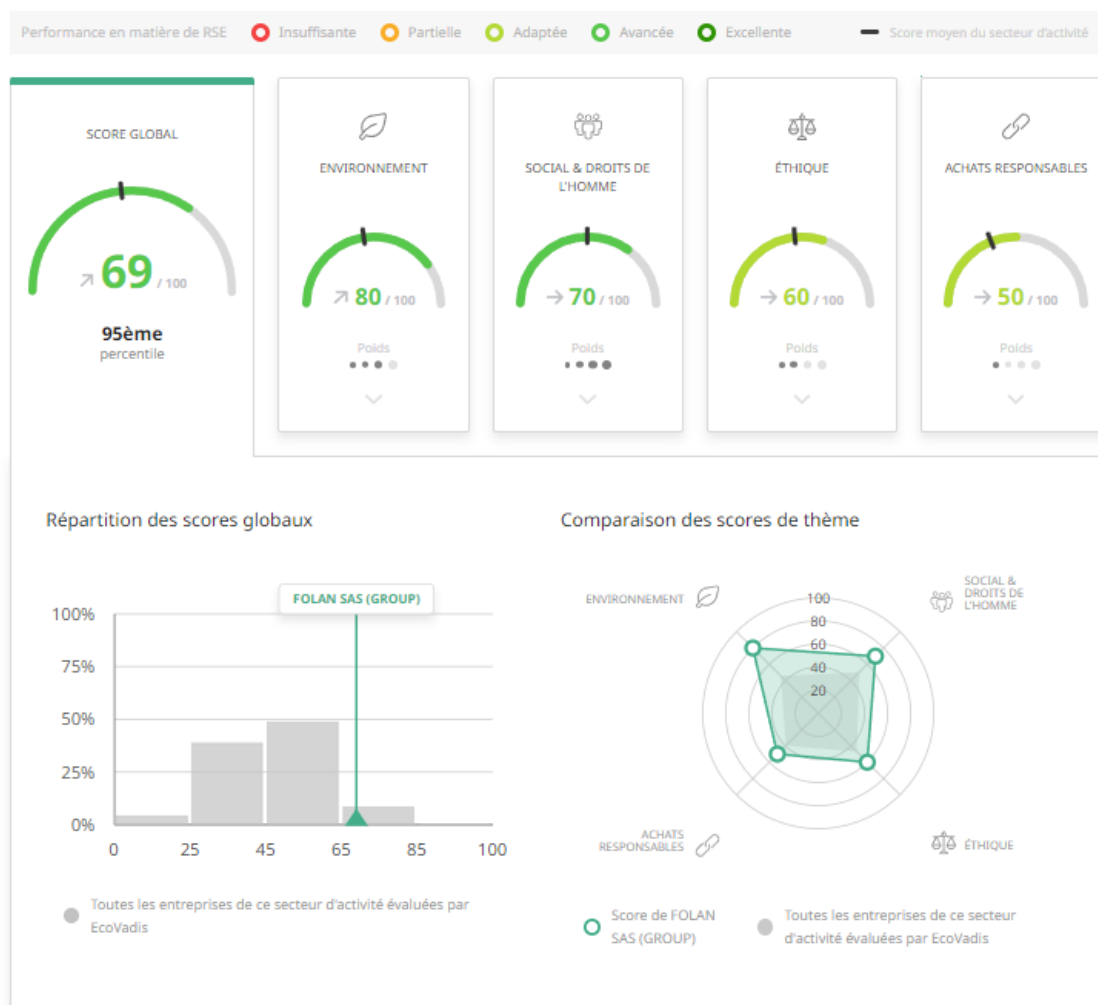 Performance en matière de RSE Insuffisante Partielle Adaptée Avancée Excellente Score moyen du secteur d'activité
SCORE GLOBAL
69 / 100
95ème
percentile
ENVIRONNEMENT
80 / 100
Poids
SOCIAL & DROITS DE
L'HOMME
70 / 100
Poids
ÉTHIQUE
60 / 100
Poids
ACHATS RESPONSABLES
50 / 100
Poids
Répartition des scores globaux
FOLAN SAS (GROUP)
100%
75%
50%
25%
0%
0 25 45 65 85 100
Toutes les entreprises de ce secteur d'activité évaluées par
EcoVadis
Comparaison des scores de thème
ENVIRONNEMENT
SOCIAL &
DROITS DE
L'HOMME
100
80
60
40
20
ACHATS
RESPONSABLES
ÉTHIQUE
Score de FOLAN
SAS (GROUP)
Toutes les entreprises de ce secteur
d'activité évaluées par EcoVadis